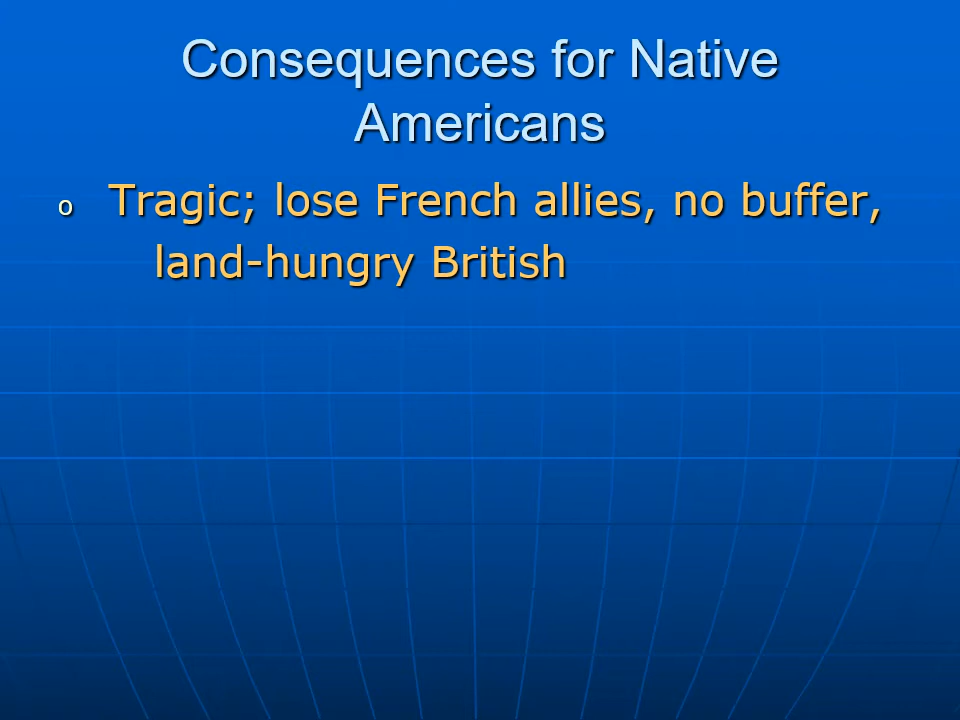 Consequences for Native
Americans
o Tragic; lose French allies, no buffer,
land-hungry British